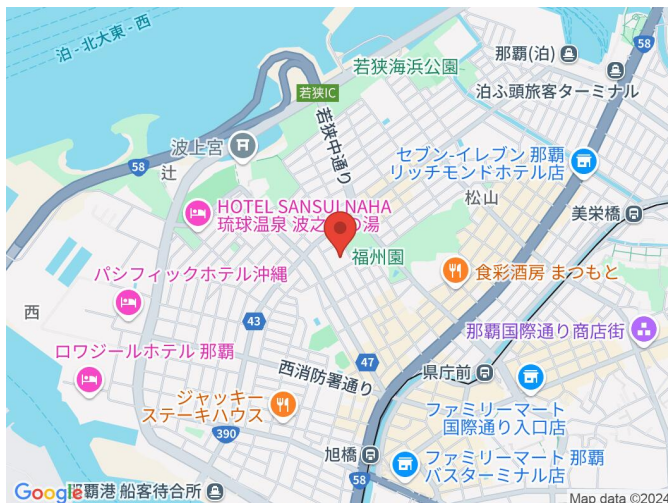 泊 - 北大東 - 西
58
那覇(泊)
泊ふ頭旅客ターミナル
若狭海浜公園
若狭IC
若狭中通り
波上宮
58
辻
セブン-イレブン 那覇
リッチモンドホテル店
松山
美栄橋
HOTEL SANSUI NAHA
琉球温泉 波之
の湯
福州園
食彩酒房 まつもと
パシフィックホテル沖縄
西
43
那覇国際通り商店街
ロワジールホテル 那覇
47
西消防署通り
県庁前
ジャッキー
ステーキハウス
ファミリーマート
国際通り入口店
390
旭橋
ファミリーマート 那覇
バスターミナル店
58
Google
那覇港 船客待合所
Map data ©2024